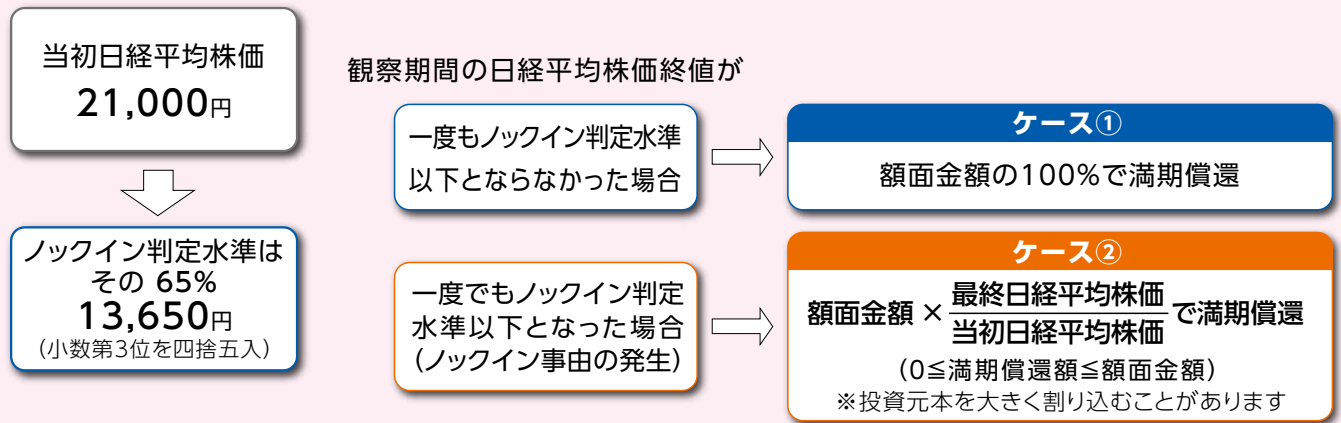 当初日経平均株価
21,000円
ノックイン判定水準は
その 65%
13,650円
(小数第3位を四捨五入)
観察期間の日経平均株価終値が
一度もノックイン判定水準
以下とならなかった場合
ケース①
額面金額の100%で満期償還
一度でもノックイン判定
水準以下となった場合
(ノックイン事由の発生)
ケース②
額面金額 × 最終日経平均株価
当初日経平均株価 で満期償還
(0≦満期償還額≦額面金額)
※投資元本を大きく割り込むことがあります